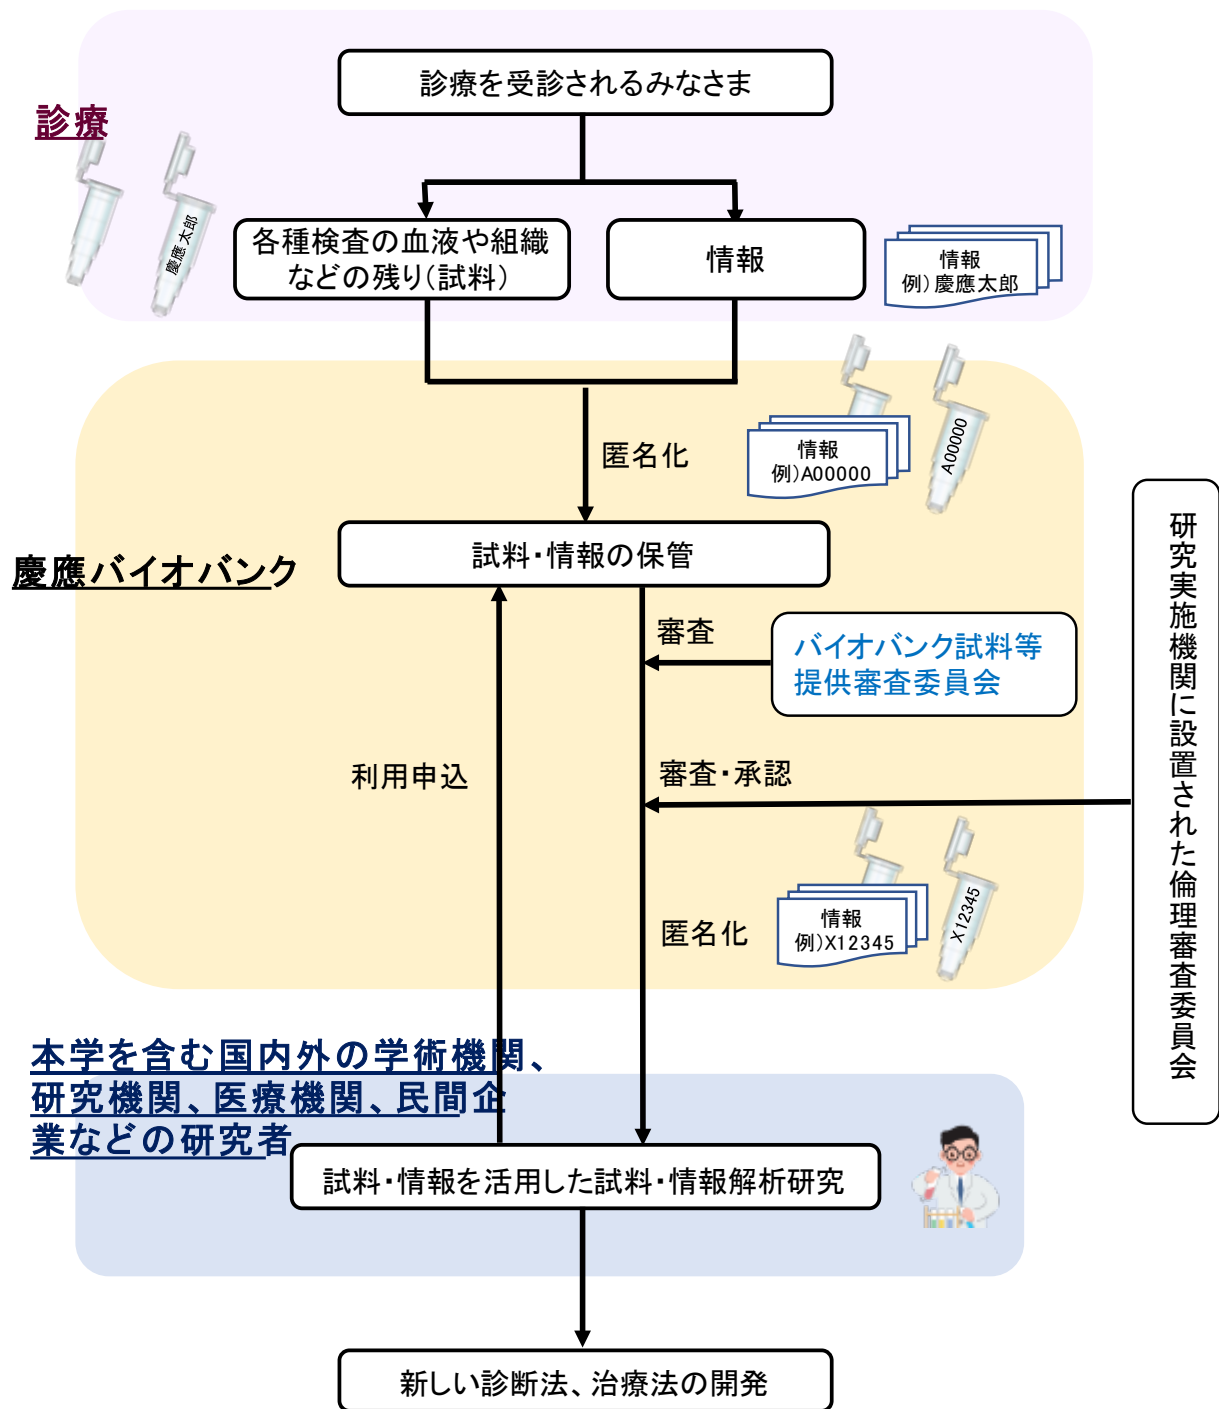 診療を受診されるみなさま
診療
慶應太郎
各種検査の血液や組織
などの残り(試料)
情報
情報
例)慶應太郎
匿名化
情報
例)A00000
A00000
試料・情報の保管
慶應バイオバンク
審査
バイオバンク試料等
提供審査委員会
研究実施機関に設置された倫理審査委員会
利用申込
審査・承認
匿名化
情報
例)X12345
X12345
本学を含む国内外の学術機関、
研究機関、医療機関、民間企
業などの研究者
試料・情報を活用した試料・情報解析研究
新しい診断法、治療法の開発